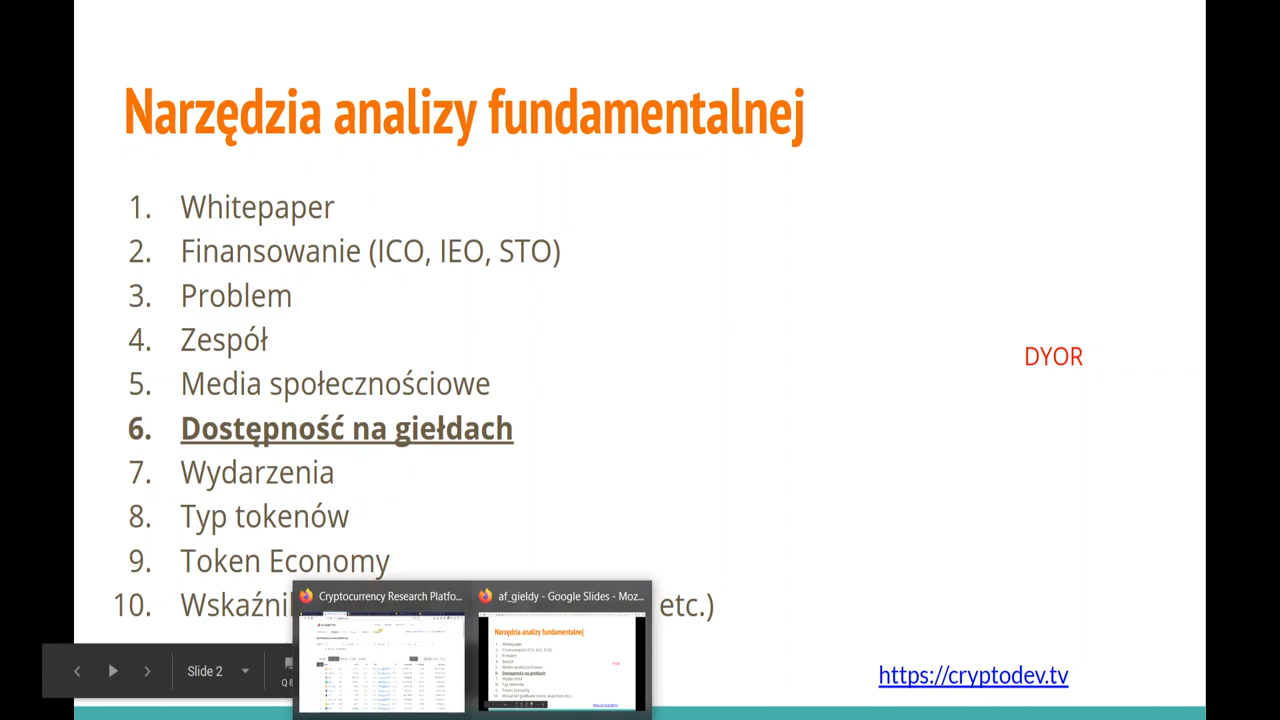 Narzędzia analizy fundamentalnej
1. Whitepaper
2. Finansowanie (ICO, IEO, STO)
3. Problem
4. Zespół
DYOR
5. Media społecznościowe
6. Dostępność na giełdach
7. Wydarzenia
8. Typ tokenów
9. Token Economy
10. Wskaźni etc.)
Cryptocurrency Research Platfo...
af_gieldy - Google Slides - Moz...
Narzędzia analizy fundamentalnej
Slide 2
https://cryptodev.tv